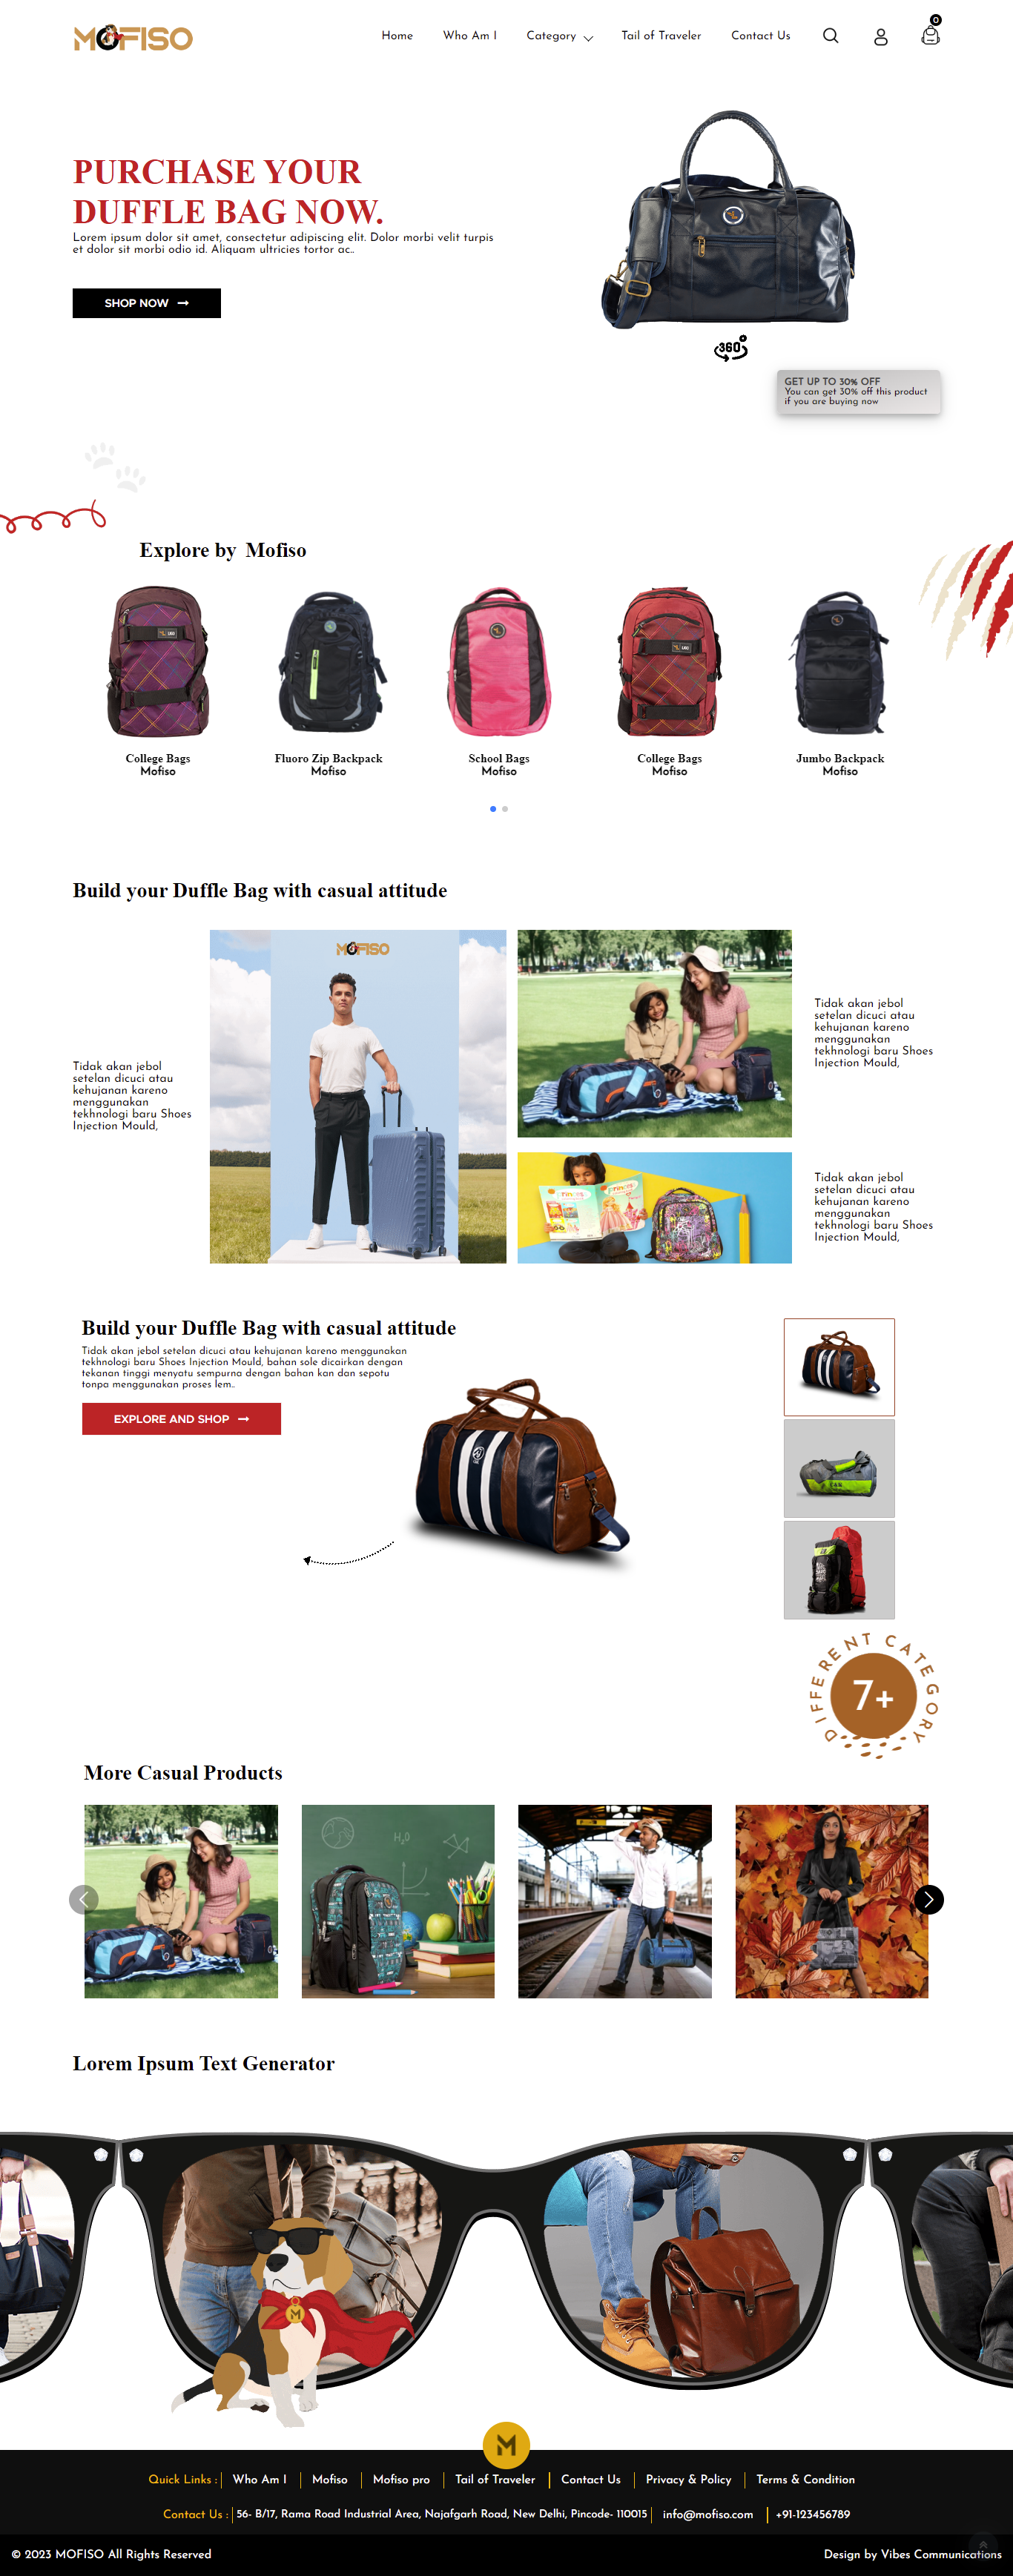 MOFISO
Home
Who Am I
Category
Tail of Traveler
Contact Us
0
PURCHASE YOUR
DUFFLE BAG NOW.
Lorem ipsum dolor sit amet, consectetur adipiscing elit. Dolor morbi velit turpis
et dolor sit morbi odio id. Aliquam ultricies tortor ac..
SHOP NOW
360
GET UP TO 30% OFF
You can get 30% off this product
if you are buying now
Explore by Mofiso
College Bags
Mofiso
Fluoro Zip Backpack
Mofiso
School Bags
Mofiso
College Bags
Mofiso
Jumbo Backpack
Mofiso
Build your Duffle Bag with casual attitude
Tidak akan jebol
setelan dicuci atau
kehujanan kareno
menggunakan
tekhnologi baru Shoes
Injection Mould,
MOFISO
Tidak akan jebol
setelan dicuci atau
kehujanan kareno
menggunakan
tekhnologi baru Shoes
Injection Mould,
Tidak akan jebol
setelan dicuci atau
kehujanan kareno
menggunakan
tekhnologi baru Shoes
Injection Mould,
Build your Duffle Bag with casual attitude
Tidak akan jebol setelan dicuci atau kehujanan kareno menggunakan
tekhnologi baru Shoes Injection Mould, bahan sole dicairkan dengan
tekanan tinggi menyatu sempurna dengan bahan kan dan sepotu
tonpa menggunakan proses lem..
EXPLORE AND SHOP
DIFFERENT CATEGORY
7+
More Casual Products
H₂O
Lorem Ipsum Text Generator
M
M
Quick Links :
Who Am I
Mofiso
Mofiso pro
Tail of Traveler
Contact Us
Privacy & Policy
Terms & Condition
Contact Us :
56- B/17, Rama Road Industrial Area, Najafgarh Road, New Delhi, Pincode- 110015
info@mofiso.com
+91-123456789
© 2023 MOFISO All Rights Reserved
Design by Vibes Communications